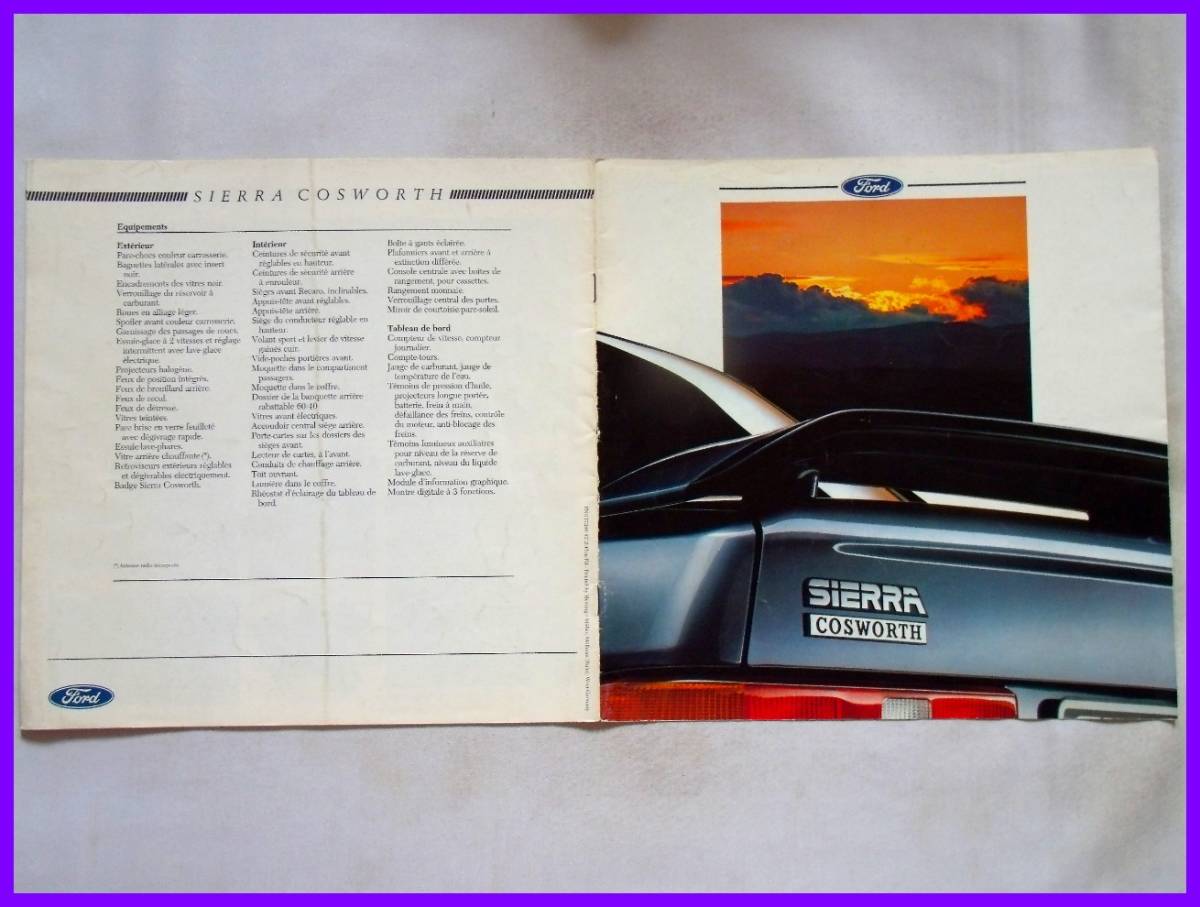 SIERRA COSWORTH
Equipements
Extérieur
Pare-chocs couleur carrosserie.
Baguettes latérales avec insert
noir.
Encadrements des vitres noir.
Verrouillage du réservoir à
carburant.
Roues en alliage léger.
Spoiler avant couleur carrosserie.
Garnissage des passages de roues.
Essuie-glace à 2 vitesses et réglage
intermittent avec lave-glace
électrique.
Projecteurs halogène.
Feux de position intégrés.
Feux de brouillard arrière.
Feux de recul.
Feux de détresse.
Vitres teintées.
Pare brise en verre feuilleté
avec dégivrage rapide.
Essuie-lave-phares.
Vitre arrière chauffante (*).
Retroviseurs extérieurs réglables
et dégivrables electriquement.
Badge Sierra Cosworth.
Intérieur
Ceintures de sécurité avant
réglables en hauteur.
Ceintures de sécurité arrière
à enrouleur.
Sièges avant Recaro, inclinables.
Appuis-tête avant réglables.
Appuis-tête arrière.
Siège du conducteur réglable en
hauteur.
Volant sport et levier de vitesse
gainés cuir.
Vide-poches portières avant.
Moquette dans le compartiment
passagers.
Moquette dans le coffre.
Dossier de la banquette arrière
rabattable 60-40
Vitres avant électriques.
Accoudoir central siège arrière.
Porte-cartes sur les dossiers des
sièges avant.
Lecteur de cartes, à l'avant.
Conduits de chauffage arrière.
Toit ouvrant.
Lumière dans le coffre.
Rhéostat d'éclairage du tableau de
bord.
Boîte à gants éclairée.
Plafonniers avant et arrière à
extinction différée.
Console centrale avec boites de
rangement, pour cassettes.
Rangement monnaie.
Verrouillage central des portes.
Miroir de courtoisie pare-soleil.
Tableau de bord
Compteur de vitesse, compteur
journalier.
Compte-tours.
Jauge de carburant, jauge de
température de l'eau.
Témoins de pression d'huile,
projecteurs longue portée,
batterie, frein à main,
défaillance des freins, contrôle
du moteur, anti-blocage des
freins.
Témoins lumineux auxiliaires
pour niveau de la réserve de
carburant, niveau du liquide
lave-glace.
Module d'information graphique.
Montre digitale à 3 fonctions.
(*) Antenne radio incorporée
Ford
Ford
SIERRA
COSWORTH